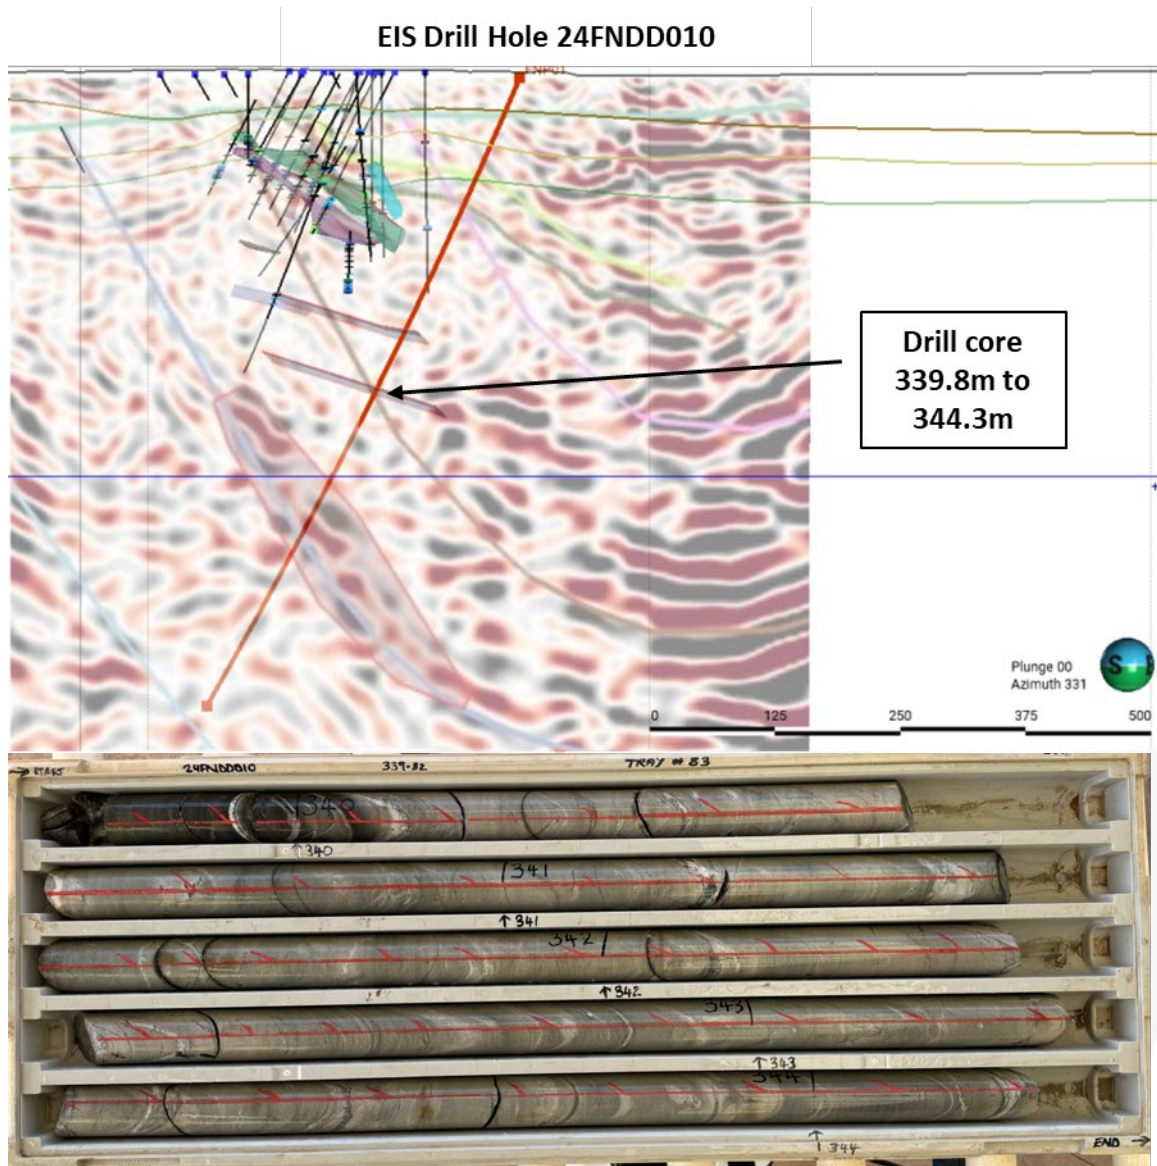 EIS Drill Hole 24FNDD010
Drill core
339.8m to
344.3m
Plunge 00
Azimuth 331
S
0 125 250 375 500
24FNDD010 339.82 TRAY # 83
340
↑340
341
↑341
342
↑342
343
↑343
344
↑344
END →